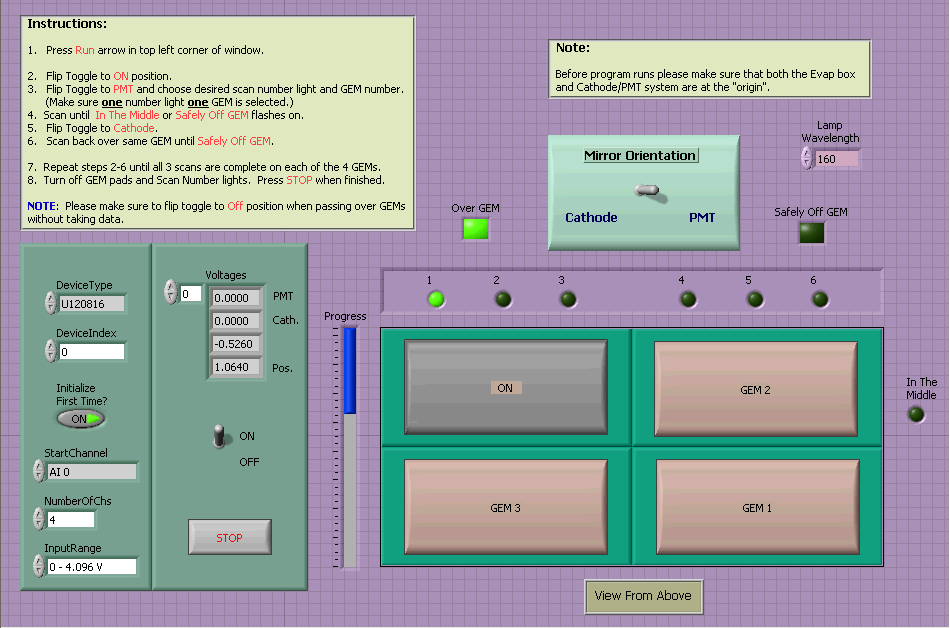 Instructions:
1. Press Run arrow in top left corner of window.
2. Flip Toggle to ON position.
3. Flip Toggle to PMT and choose desired scan number light and GEM number.
(Make sure one number light one GEM is selected.)
4. Scan until In The Middle or Safely Off GEM flashes on.
5. Flip Toggle to Cathode.
6. Scan back over same GEM until Safely Off GEM.
7. Repeat steps 2-6 until all 3 scans are complete on each of the 4 GEMs.
8. Turn off GEM pads and Scan Number lights. Press STOP when finished.
NOTE: Please make sure to flip toggle to Off position when passing over GEMs
without taking data.
Note:
Before program runs please make sure that both the Evap box
and Cathode/PMT system are at the "origin".
Mirror Orientation
Cathode PMT
Lamp
Wavelength
160
Over GEM
Safely Off GEM
DeviceType
U120816
DeviceIndex
0
Initialize
First Time?
ON
StartChannel
AI 0
NumberOfChs
4
InputRange
0 - 4.096 V
Voltages
0
0.0000 PMT
0.0000 Cath.
-0.5260
1.0640 Pos.
ON
OFF
STOP
Progress
1 2 3 4 5 6
ON
GEM 2
GEM 3
GEM 1
In The
Middle
View From Above